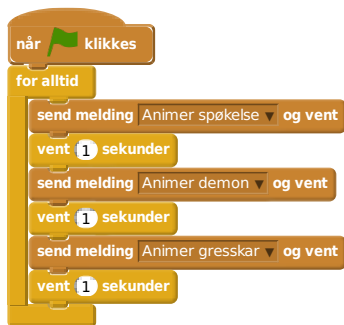 når klikkes
for alltid
send melding Animer spøkelse og vent
vent 1 sekunder
send melding Animer demon og vent
vent 1 sekunder
send melding Animer gresskar og vent
vent 1 sekunder